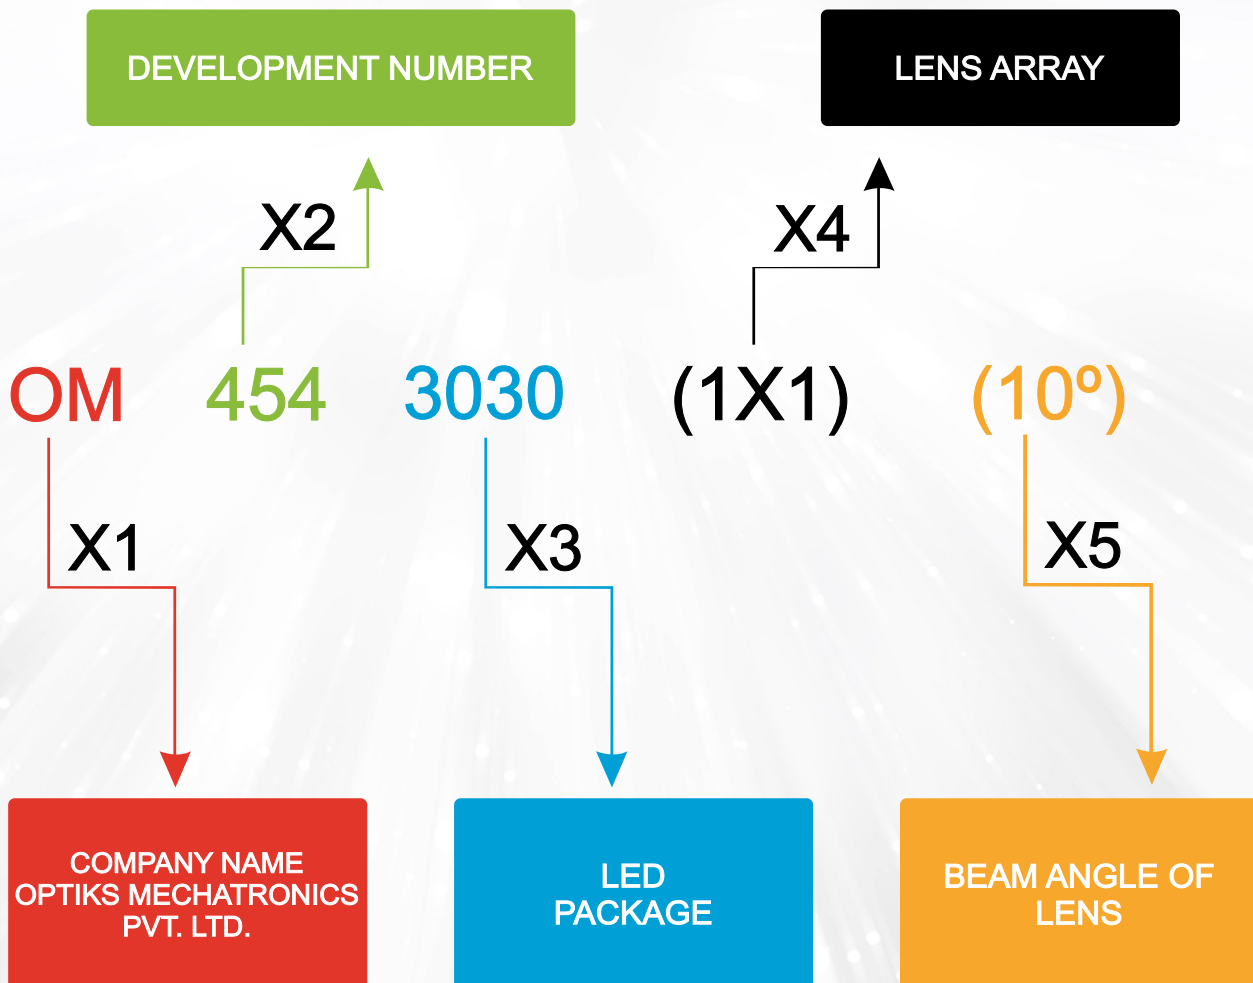 DEVELOPMENT NUMBER
LENS ARRAY
X2
X4
OM 454 3030 (1X1) (10º)
X1
X3
X5
COMPANY NAME
OPTIKS MECHATRONICS
PVT. LTD.
LED
PACKAGE
BEAM ANGLE OF
LENS